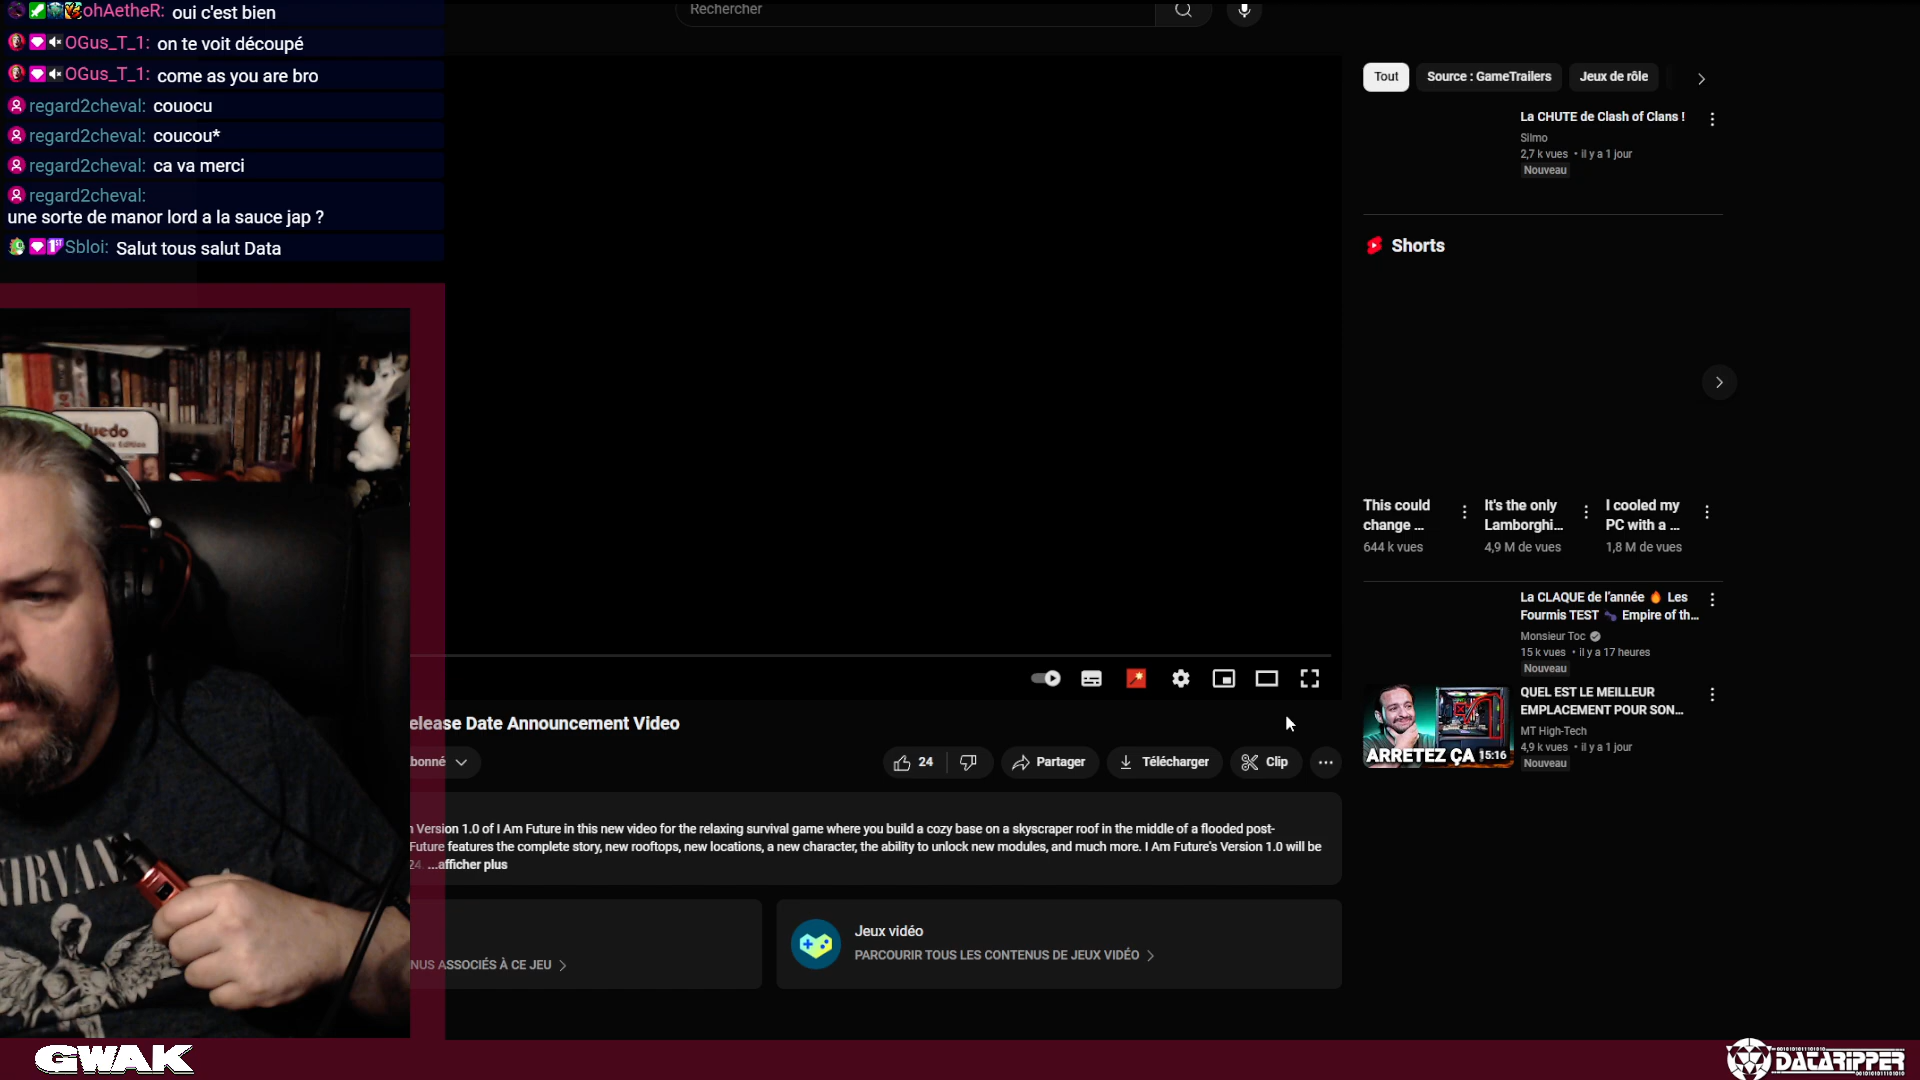 ohAetheR: oui c'est bien
OGus_T_1: on te voit découpé
OGus_T_1: come as you are bro
regard2cheval: couocu
regard2cheval: coucou*
regard2cheval: ca va merci
regard2cheval:
une sorte de manor lord a la sauce jap ?
Sbloi: Salut tous salut Data
luedo
NIRVAN
GWAK
Rechercher
elease Date Announcement Video
bonné
24
Partager
Télécharger
Clip
Version 1.0 of I Am Future in this new video for the relaxing survival game where you build a cozy base on a skyscraper roof in the middle of a flooded post-
Future features the complete story, new rooftops, new locations, a new character, the ability to unlock new modules, and much more. I Am Future's Version 1.0 will be
24. ...afficher plus
NUS ASSOCIÉS À CE JEU
Jeux vidéo
PARCOURIR TOUS LES CONTENUS DE JEUX VIDÉO
Tout
Source : GameTrailers
Jeux de rôle
La CHUTE de Clash of Clans !
Silmo
2,7 k vues • il y a 1 jour
Nouveau
Shorts
This could
change ...
644 k vues
It's the only
Lamborghi...
4,9 M de vues
I cooled my
PC with a ...
1,8 M de vues
La CLAQUE de l'année 🔥 Les
Fourmis TEST 🐜 Empire of th...
Monsieur Toc
15 k vues • il y a 17 heures
Nouveau
ARRETEZ ÇA
15:16
QUEL EST LE MEILLEUR
EMPLACEMENT POUR SON...
MT High-Tech
4,9 k vues • il y a 1 jour
Nouveau
DATARIPPER